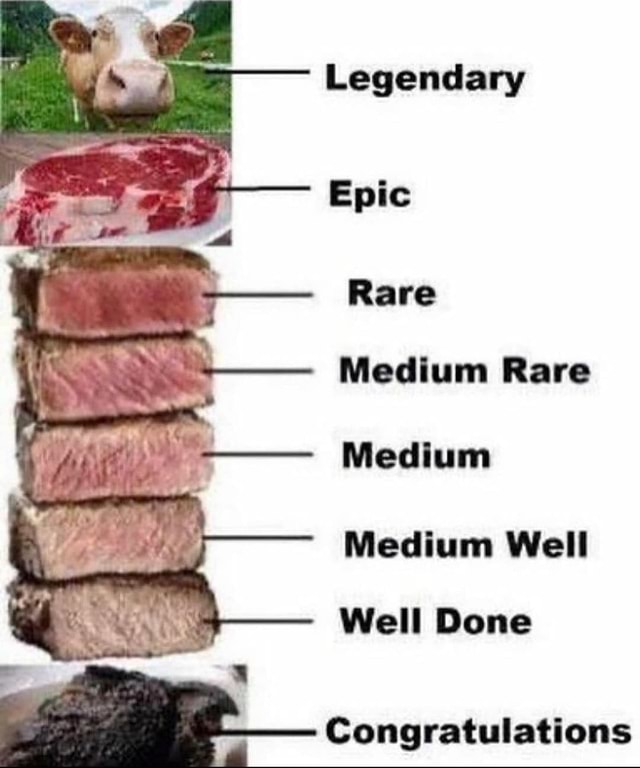 Legendary
Epic
Rare
Medium Rare
Medium
Medium Well
Well Done
Congratulations